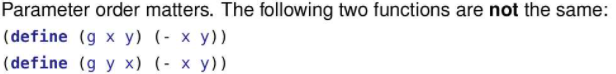 Parameter order matters. The following two functions are not the same:
(define (g x y) (- x y))
(define (g y x) (- x y))